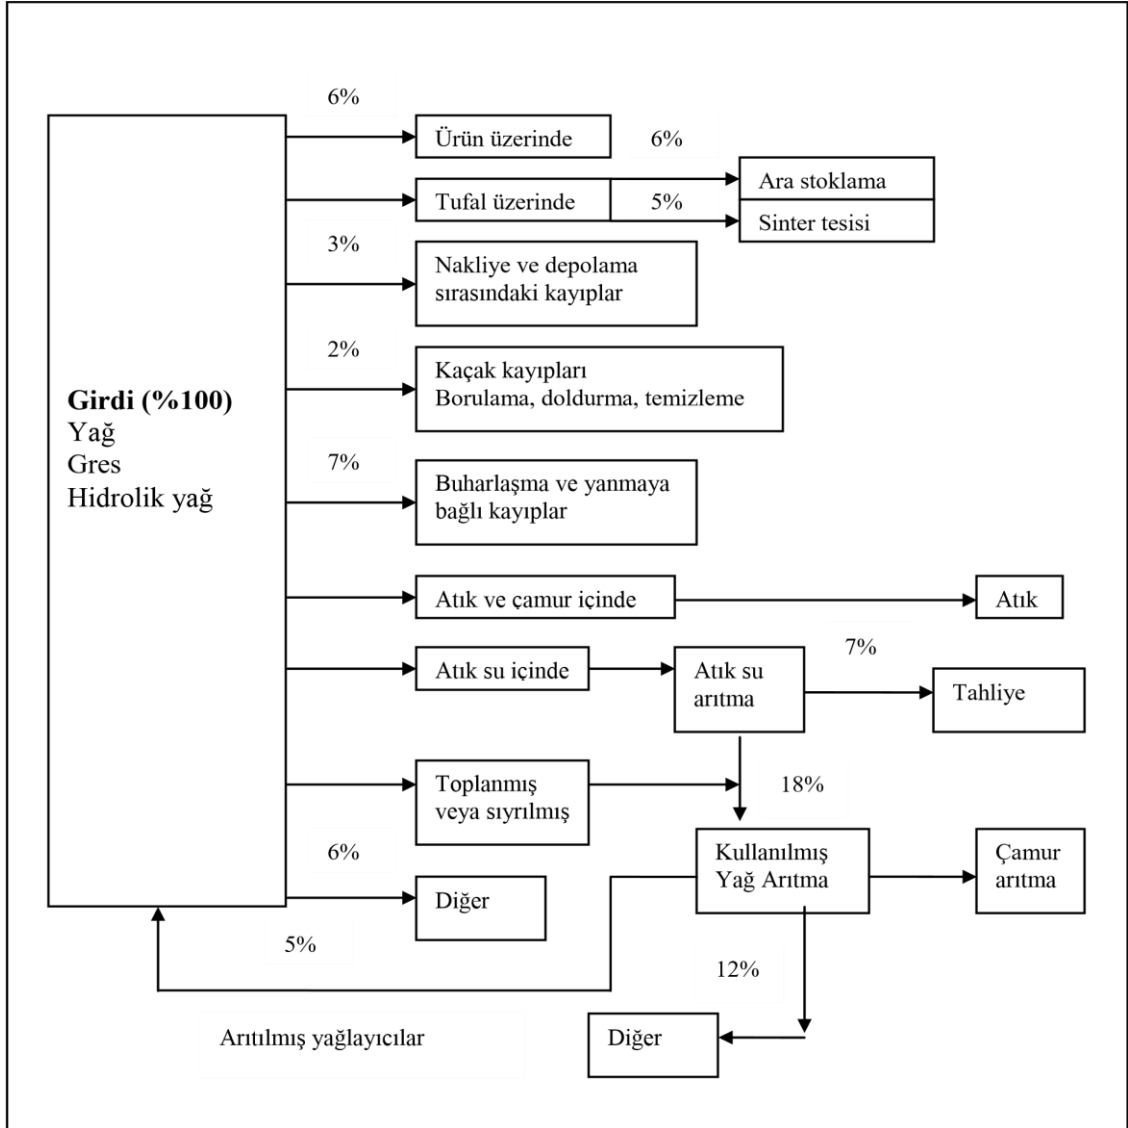 6%
Ürün üzerinde
6%
Ara stoklama
Tufal üzerinde
5%
Sinter tesisi
3%
Nakliye ve depolama
sırasındaki kayıplar
2%
Kaçak kayıpları
Borulama, doldurma, temizleme
Girdi (%100)
Yağ
Gres
Hidrolik yağ
7%
Buharlaşma ve yanmaya
bağlı kayıplar
Atık ve çamur içinde
Atık
Atık su içinde
Atık su
arıtma
7%
Tahliye
Toplanmış
veya sıyrılmış
18%
Kullanılmış
Yağ Arıtma
Çamur
arıtma
6%
Diğer
5%
12%
Arıtılmış yağlayıcılar
Diğer